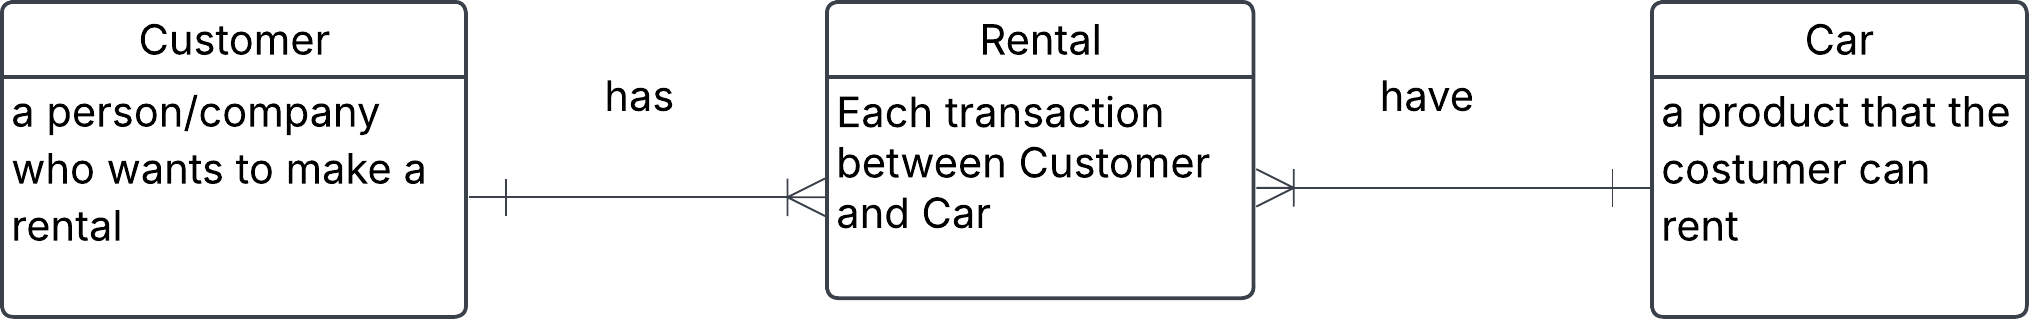 Customer
a person/company
who wants to make a
rental
has
Rental
Each transaction
between Customer
and Car
have
Car
a product that the
costumer can
rent